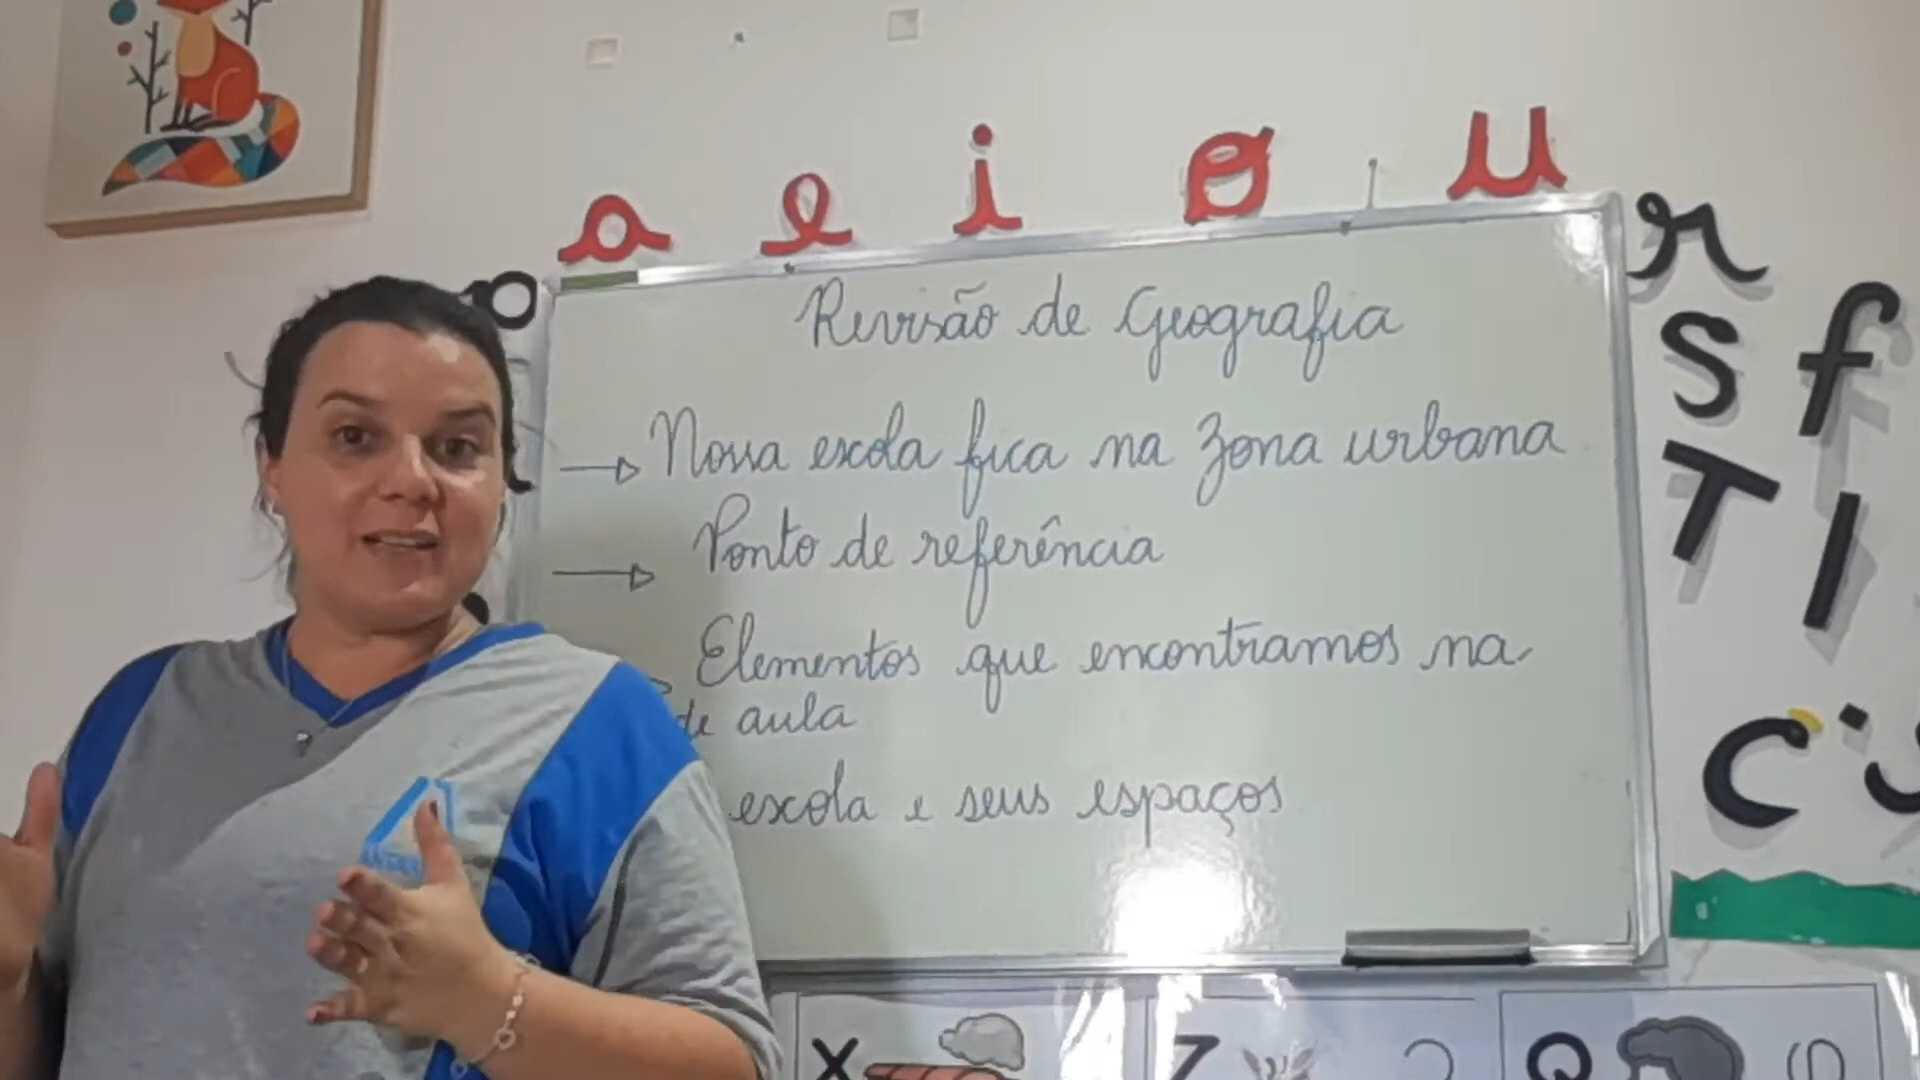 a e i o u
Revisão de Geografia
Nossa escola fica na zona urbana
Ponto de referência
Elementos que encontramos na
de aula
escola e seus espaços
r
s f
T I
C
X Z Q